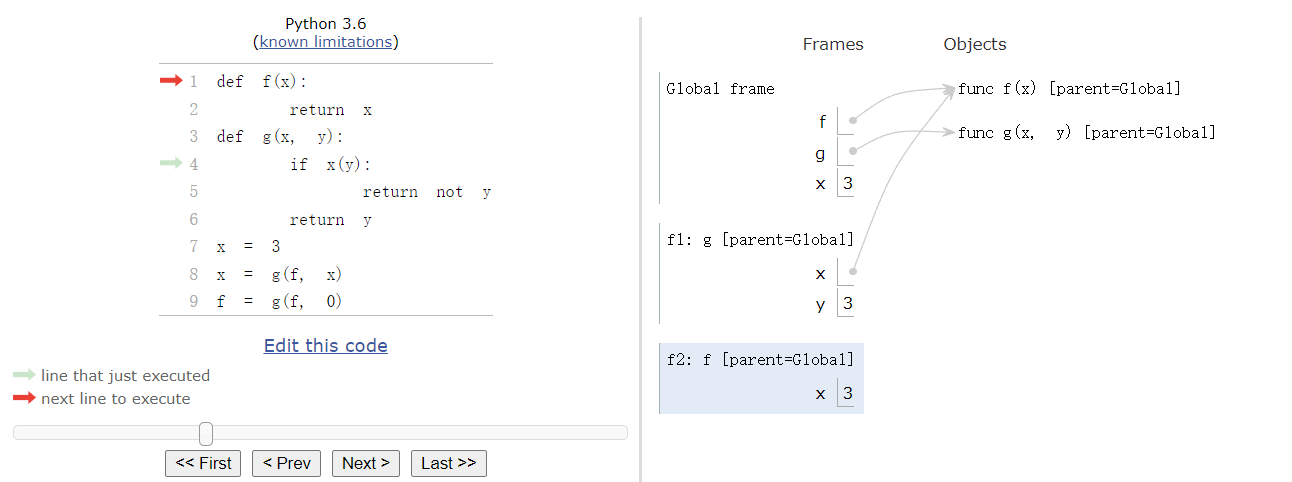 Python 3.6
(known limitations)
1 def f(x):
2 return x
3 def g(x, y):
4 if x(y):
5 return not y
6 return y
7 x = 3
8 x = g(f, x)
9 f = g(f, 0)
Edit this code
line that just executed
next line to execute
<< First < Prev Next > Last >>
Frames Objects
Global frame
func f(x) [parent=Global]
f
func g(x, y) [parent=Global]
g
x 3
f1: g [parent=Global]
x
y 3
f2: f [parent=Global]
x 3